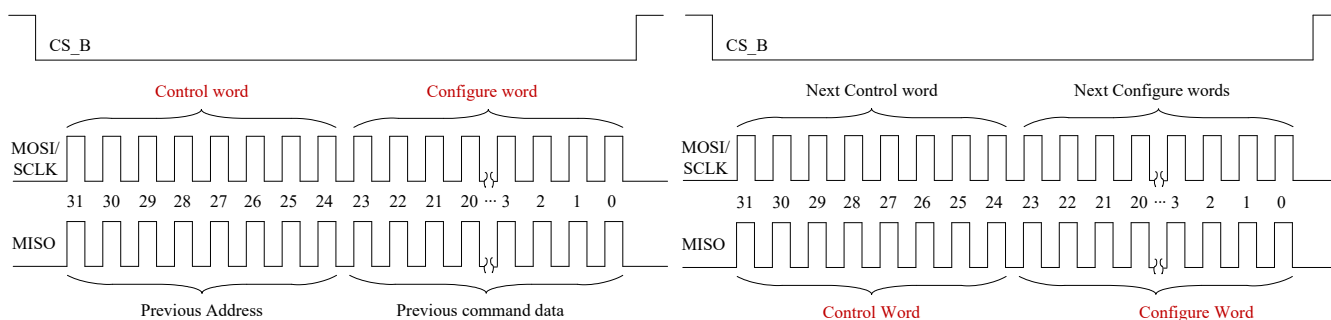 CS_B
Control word
Configure word
MOSI/
SCLK
31 30 29 28 27 26 25 24 23 22 21 20 ... 3 2 1 0
MISO
Previous Address
Previous command data
CS_B
Next Control word
Next Configure words
MOSI/
SCLK
31 30 29 28 27 26 25 24 23 22 21 20 ... 3 2 1 0
MISO
Control Word
Configure Word